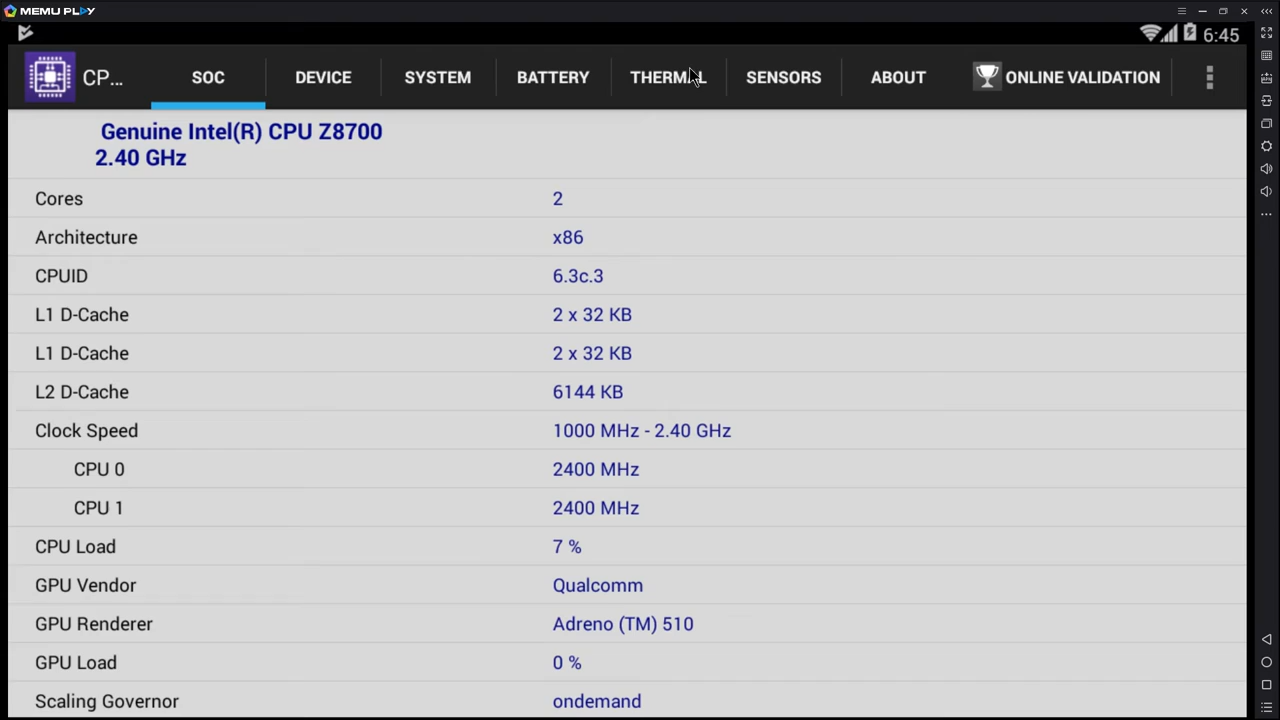 MEMU PLAY
6:45
CP... SOC DEVICE SYSTEM BATTERY THERMAL SENSORS ABOUT ONLINE VALIDATION
Genuine Intel(R) CPU Z8700
2.40 GHz
Cores 2
Architecture x86
CPUID 6.3c.3
L1 D-Cache 2 x 32 KB
L1 D-Cache 2 x 32 KB
L2 D-Cache 6144 KB
Clock Speed 1000 MHz - 2.40 GHz
CPU 0 2400 MHz
CPU 1 2400 MHz
CPU Load 7 %
GPU Vendor Qualcomm
GPU Renderer Adreno (TM) 510
GPU Load 0 %
Scaling Governor ondemand